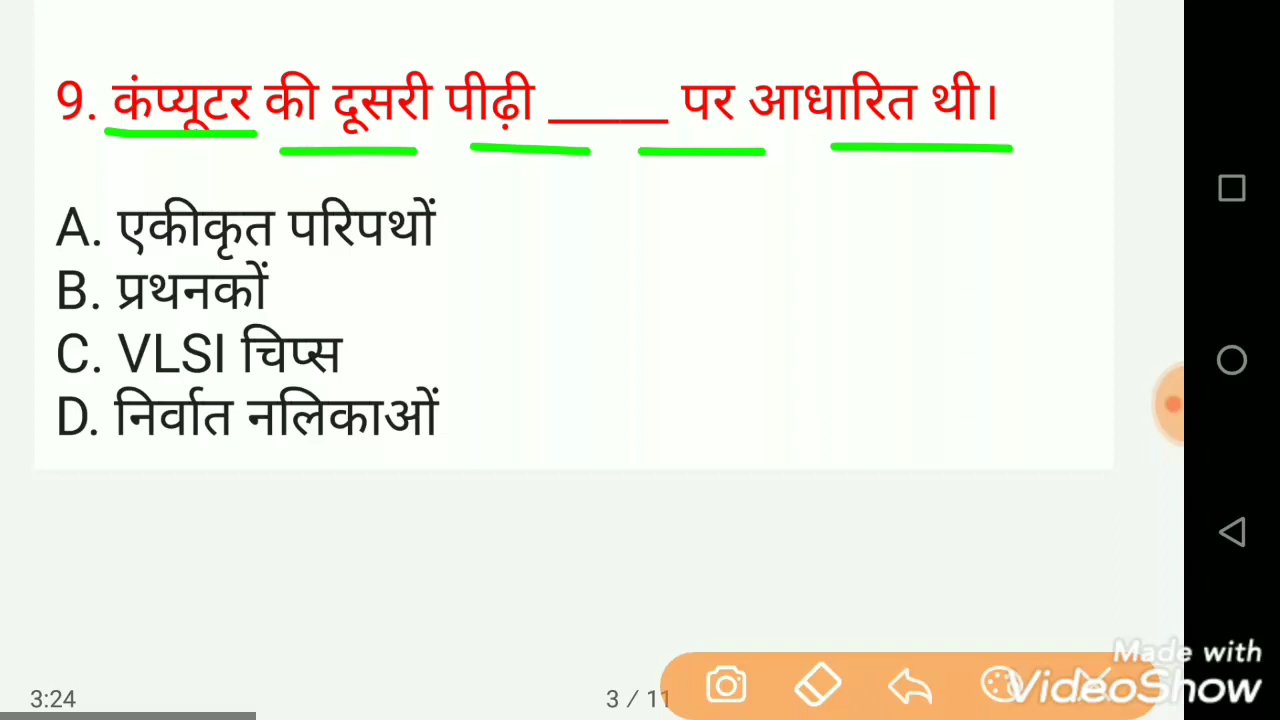 9. कंप्यूटर की दूसरी पीढ़ी _____ पर आधारित थी।
A. एकीकृत परिपथों
B. प्रथनकों
C. VLSI चिप्स
D. निर्वात नलिकाओं
Made with
VideoShow
3:24
3 / 11